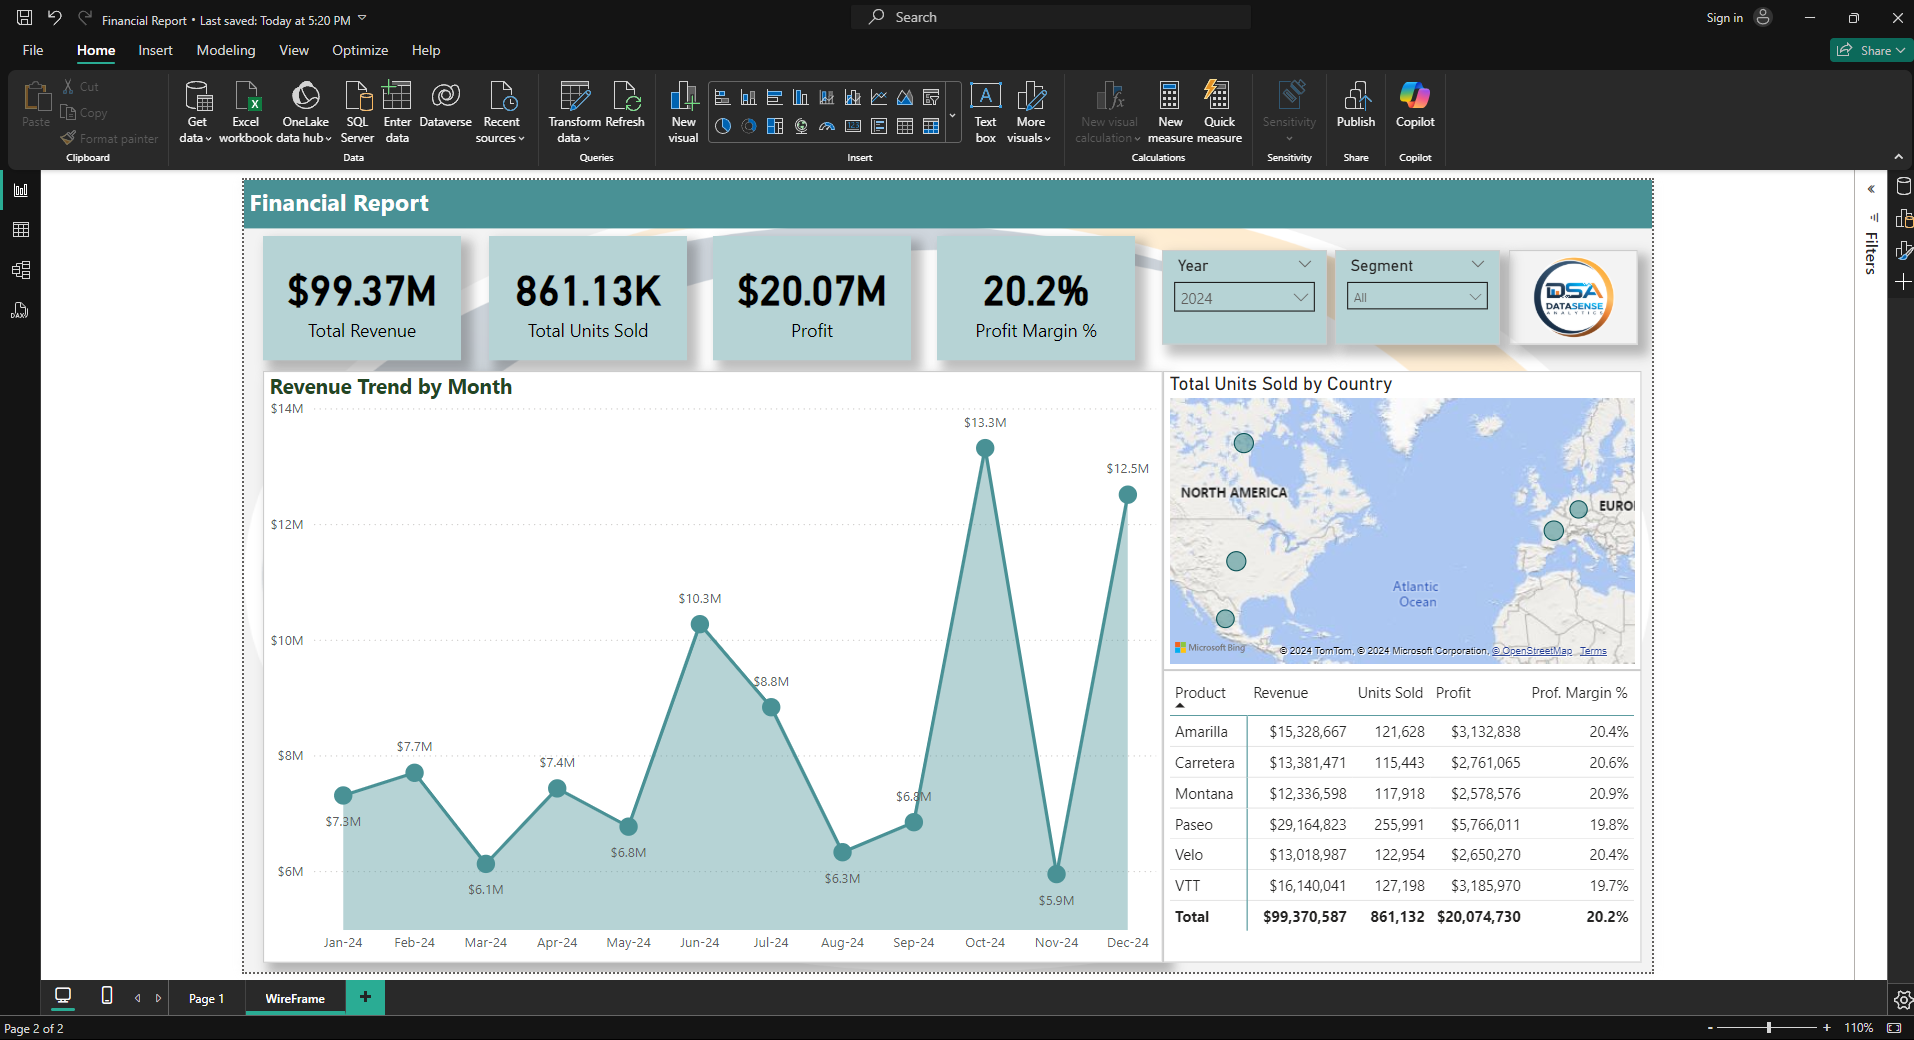 Financial Report • Last saved: Today at 5:20 PM
Search
Sign in
File Home Insert Modeling View Optimize Help
Share
Paste
Cut
Copy
Format painter
Clipboard
Get data
Excel workbook
OneLake data hub
SQL Server
Enter data
Dataverse
Recent sources
Data
Transform data
Refresh
Queries
New visual
Text box
More visuals
Insert
New visual calculation
New measure
Quick measure
Calculations
Sensitivity
Sensitivity
Publish
Share
Copilot
Copilot
Financial Report
$99.37M
Total Revenue
861.13K
Total Units Sold
$20.07M
Profit
20.2%
Profit Margin %
Year
2024
Segment
All
DSA
DATASENSE
ANALYTICS
Filters
Revenue Trend by Month
$14M
$12M
$10M
$8M
$6M
$7.3M
$7.7M
$6.1M
$7.4M
$6.8M
$10.3M
$8.8M
$6.3M
$6.8M
$13.3M
$5.9M
$12.5M
Jan-24 Feb-24 Mar-24 Apr-24 May-24 Jun-24 Jul-24 Aug-24 Sep-24 Oct-24 Nov-24 Dec-24
Total Units Sold by Country
NORTH AMERICA
EURO
Atlantic
Ocean
Microsoft Bing
© 2024 TomTom, © 2024 Microsoft Corporation, © OpenStreetMap Terms
Product Revenue Units Sold Profit Prof. Margin %
Amarilla $15,328,667 121,628 $3,132,838 20.4%
Carretera $13,381,471 115,443 $2,761,065 20.6%
Montana $12,336,598 117,918 $2,578,576 20.9%
Paseo $29,164,823 255,991 $5,766,011 19.8%
Velo $13,018,987 122,954 $2,650,270 20.4%
VTT $16,140,041 127,198 $3,185,970 19.7%
Total $99,370,587 861,132 $20,074,730 20.2%
Page 1
WireFrame
+
Page 2 of 2
- + 110%